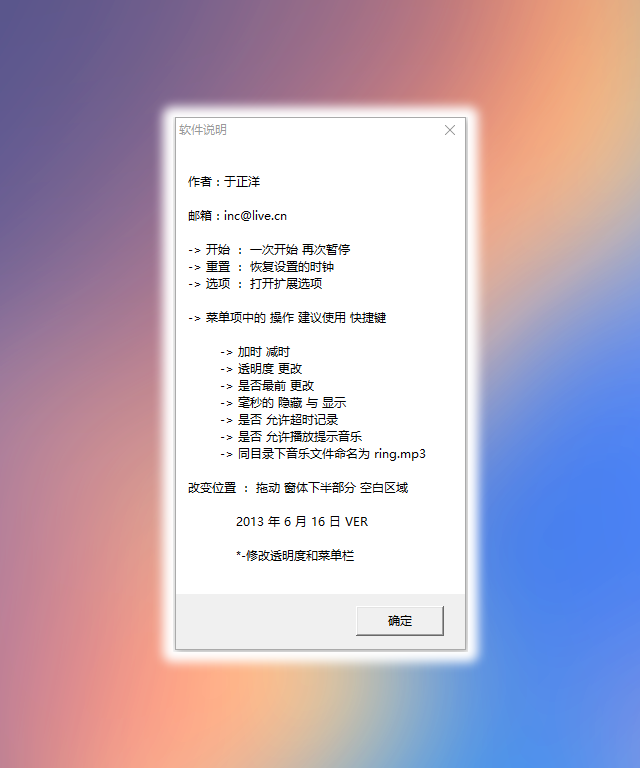 软件说明
作者：于正洋
邮箱：inc@live.cn
-> 开始 ： 一次开始 再次暂停
-> 重置 ： 恢复设置的时钟
-> 选项 ： 打开扩展选项
-> 菜单项中的 操作 建议使用 快捷键
-> 加时 减时
-> 透明度 更改
-> 是否最前 更改
-> 毫秒的 隐藏 与 显示
-> 是否 允许超时记录
-> 是否 允许播放提示音乐
-> 同目录下音乐文件命名为 ring.mp3
改变位置 ： 拖动 窗体下半部分 空白区域
2013 年 6 月 16 日 VER
*-修改透明度和菜单栏
确定